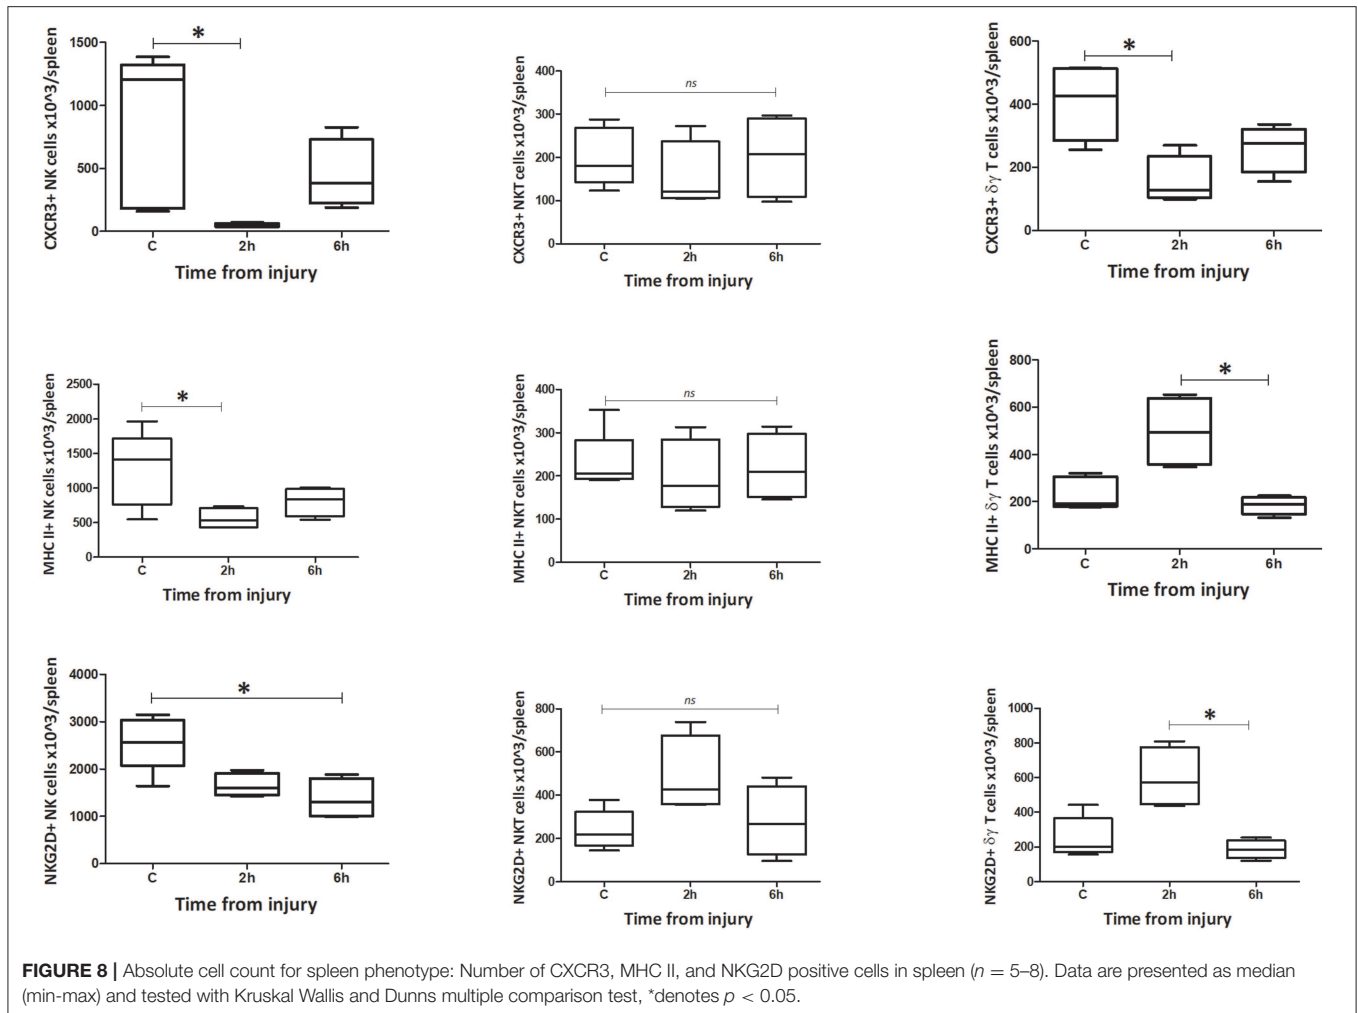 CXCR3+ NK cells x10^3/spleen
1500
1000
500
0
*
C 2h 6h
Time from injury
CXCR3+ NKT cells x10^3/spleen
400
300
200
100
0
ns
C 2h 6h
Time from injury
CXCR3+ δγ T cells x10^3/spleen
600
400
200
0
*
C 2h 6h
Time from injury
MHC II+ NK cells x10^3/spleen
2500
2000
1500
1000
500
0
*
C 2h 6h
Time from injury
MHC II+ NKT cells x10^3/spleen
400
300
200
100
0
ns
C 2h 6h
Time from injury
MHC II+ δγ T cells x10^3/spleen
800
600
400
200
0
*
C 2h 6h
Time from injury
NKG2D+ NK cells x10^3/spleen
4000
3000
2000
1000
0
*
C 2h 6h
Time from injury
NKG2D+ NKT cells x10^3/spleen
800
600
400
200
0
ns
C 2h 6h
Time from injury
NKG2D+ δγ T cells x10^3/spleen
1000
800
600
400
200
0
*
C 2h 6h
Time from injury
FIGURE 8 | Absolute cell count for spleen phenotype: Number of CXCR3, MHC II, and NKG2D positive cells in spleen (n = 5–8). Data are presented as median
(min-max) and tested with Kruskal Wallis and Dunns multiple comparison test, *denotes p < 0.05.